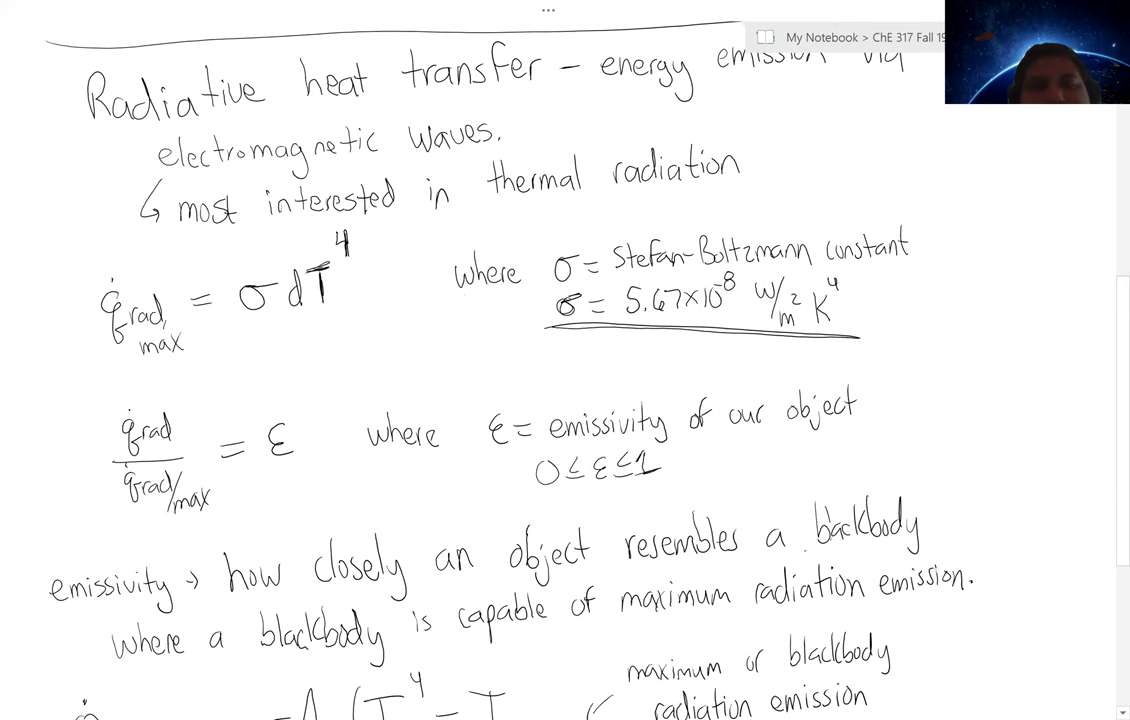 My Notebook > ChE 317 Fall 19
Radiative heat transfer - energy emission via
electromagnetic waves.
↳ most interested in thermal radiation
q̇rad, max = σ dT⁴ where σ = Stefan-Boltzmann constant
σ = 5.67×10⁻⁸ W/m² K⁴
q̇rad / q̇rad/max = ε where ε = emissivity of our object
0 ≤ ε ≤ 1
emissivity → how closely an object resembles a blackbody
where a blackbody is capable of maximum radiation emission.
maximum or blackbody
radiation emission
(T⁴ - T